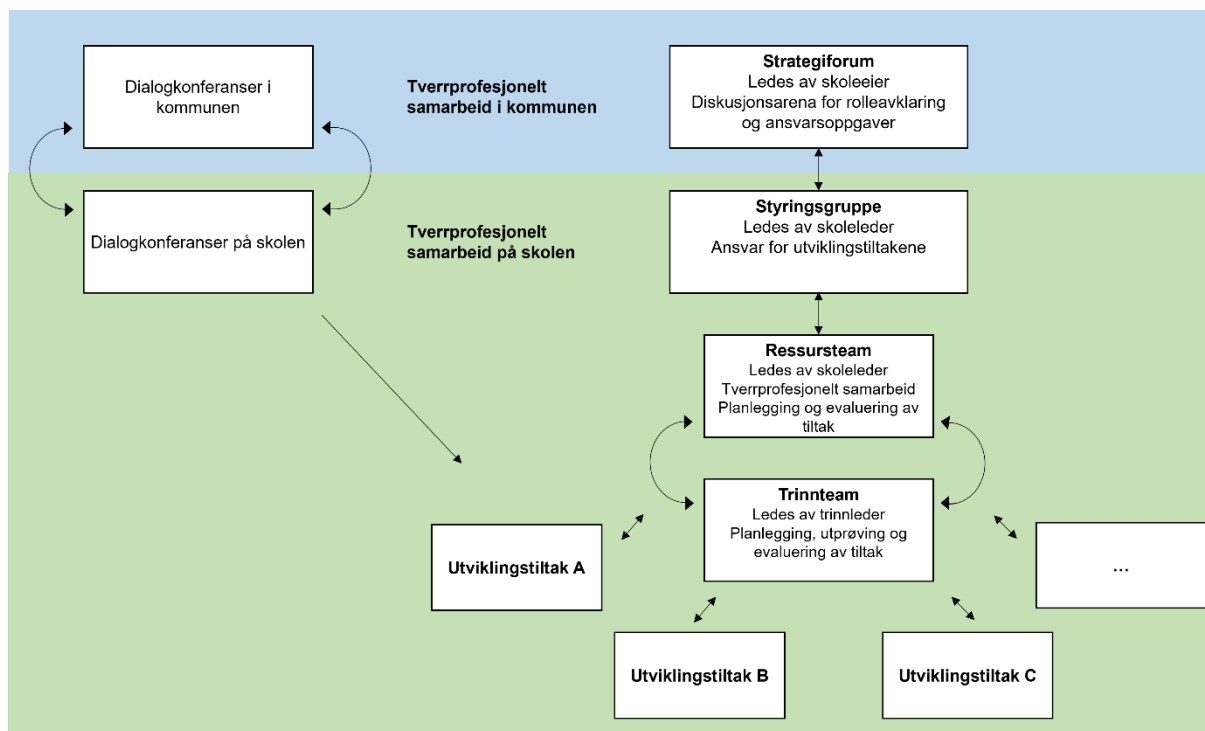 Dialogkonferanser i
kommunen
Tverrprofesjonelt
samarbeid i kommunen
Strategiforum
Ledes av skoleeier
Diskusjonsarena for rolleavklaring
og ansvarsoppgaver
Dialogkonferanser på skolen
Tverrprofesjonelt
samarbeid på skolen
Styringsgruppe
Ledes av skoleleder
Ansvar for utviklingstiltakene
Ressursteam
Ledes av skoleleder
Tverrprofesjonelt samarbeid
Planlegging og evaluering av
tiltak
Trinnteam
Ledes av trinnleder
Planlegging, utprøving og
evaluering av tiltak
Utviklingstiltak A
...
Utviklingstiltak B
Utviklingstiltak C